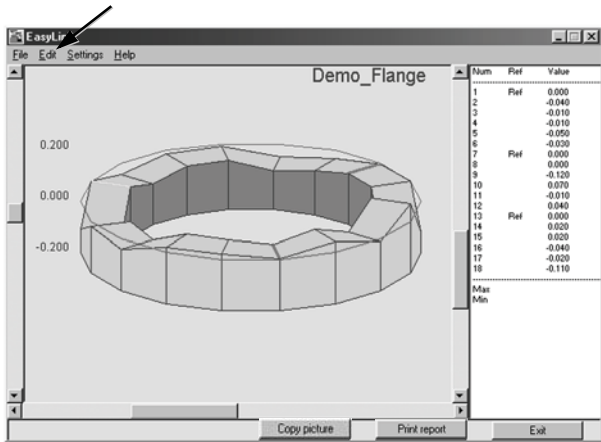 EasyLin
File Edit Settings Help
Demo_Flange
0.200
0.000
-0.200
Num Ref Value
1 Ref 0.000
2 -0.040
3 -0.010
4 -0.010
5 -0.050
6 -0.030
7 Ref 0.000
8 0.000
9 -0.120
10 0.070
11 -0.010
12 0.040
13 Ref 0.000
14 0.020
15 0.020
16 -0.040
17 -0.020
18 -0.110
Max
Min
Copy picture Print report Exit